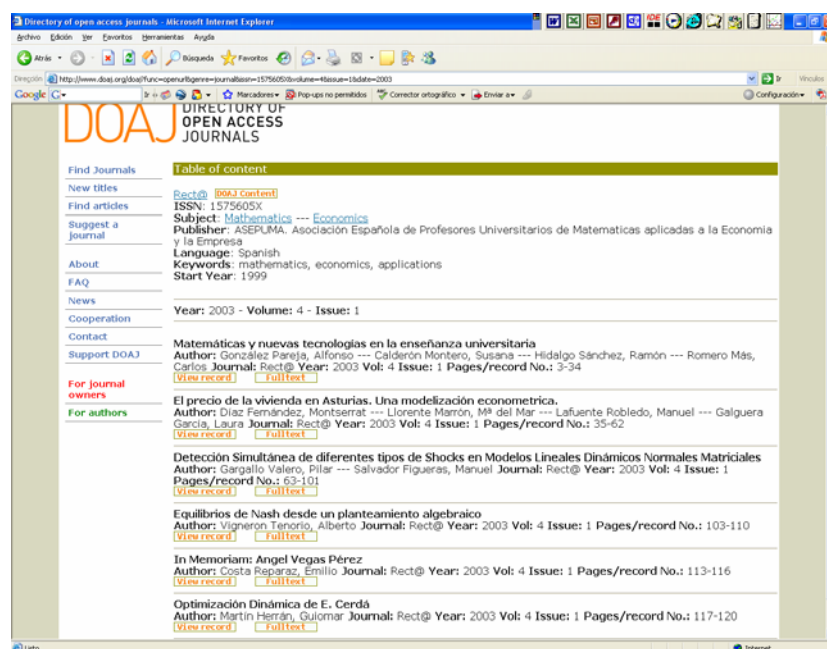 Directory of open access journals - Microsoft Internet Explorer
Archivo Edición Ver Favoritos Herramientas Ayuda
Atrás Búsqueda Favoritos
Dirección http://www.doaj.org/doaj?func=openurl&genre=journal&issn=1575605X&volume=4&issue=1&date=2003 Ir Vínculos
Google G Ir Marcadores Pop-ups no permitidos Corrector ortográfico Enviar a Configuración
DOAJ DIRECTORY OF
OPEN ACCESS
JOURNALS
Find Journals
New titles
Find articles
Suggest a
journal
About
FAQ
News
Cooperation
Contact
Support DOAJ
For journal
owners
For authors
Table of content
Rect@ DOAJ Content
ISSN: 1575605X
Subject: Mathematics --- Economics
Publisher: ASEPUMA. Asociación Española de Profesores Universitarios de Matematicas aplicadas a la Economia
y la Empresa
Language: Spanish
Keywords: mathematics, economics, applications
Start Year: 1999
Year: 2003 - Volume: 4 - Issue: 1
Matemáticas y nuevas tecnologías en la enseñanza universitaria
Author: González Pareja, Alfonso --- Calderón Montero, Susana --- Hidalgo Sánchez, Ramón --- Romero Más,
Carlos Journal: Rect@ Year: 2003 Vol: 4 Issue: 1 Pages/record No.: 3-34
View record Fulltext
El precio de la vivienda en Asturias. Una modelización econometrica.
Author: Díaz Fernández, Montserrat --- Llorente Marrón, Mª del Mar --- Lafuente Robledo, Manuel --- Galguera
García, Laura Journal: Rect@ Year: 2003 Vol: 4 Issue: 1 Pages/record No.: 35-62
View record Fulltext
Detección Simultánea de diferentes tipos de Shocks en Modelos Lineales Dinámicos Normales Matriciales
Author: Gargallo Valero, Pilar --- Salvador Figueras, Manuel Journal: Rect@ Year: 2003 Vol: 4 Issue: 1
Pages/record No.: 63-101
View record Fulltext
Equilibrios de Nash desde un planteamiento algebraico
Author: Vigneron Tenorio, Alberto Journal: Rect@ Year: 2003 Vol: 4 Issue: 1 Pages/record No.: 103-110
View record Fulltext
In Memoriam: Angel Vegas Pérez
Author: Costa Reparaz, Emilio Journal: Rect@ Year: 2003 Vol: 4 Issue: 1 Pages/record No.: 113-116
View record Fulltext
Optimización Dinámica de E. Cerdá
Author: Martín Herrán, Guiomar Journal: Rect@ Year: 2003 Vol: 4 Issue: 1 Pages/record No.: 117-120
View record Fulltext
Listo Internet